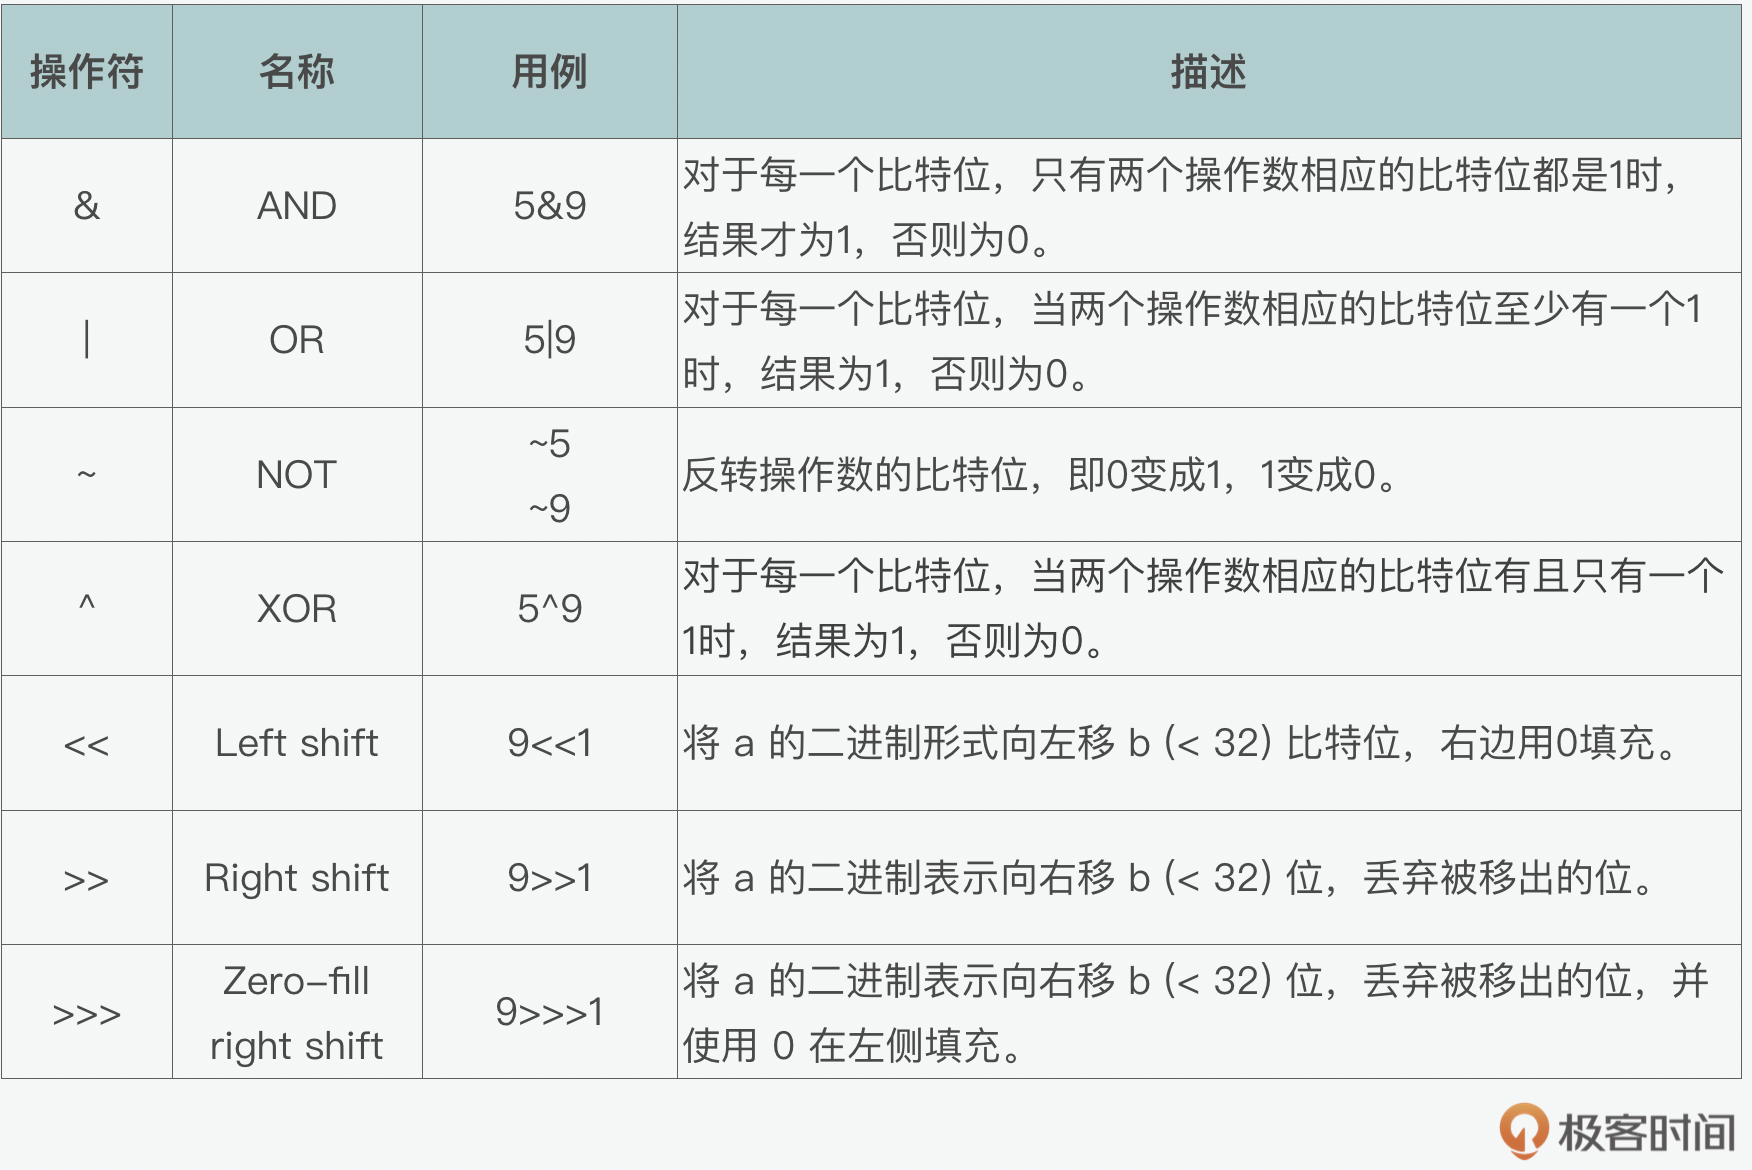 操作符 名称 用例 描述
& AND 5&9 对于每一个比特位，只有两个操作数相应的比特位都是1时，
结果才为1，否则为0。
| OR 5|9 对于每一个比特位，当两个操作数相应的比特位至少有一个1
时，结果为1，否则为0。
~ NOT ~5
~9
反转操作数的比特位，即0变成1，1变成0。
^ XOR 5^9 对于每一个比特位，当两个操作数相应的比特位有且只有一个
1时，结果为1，否则为0。
<< Left shift 9<<1 将 a 的二进制形式向左移 b (< 32) 比特位，右边用0填充。
>> Right shift 9>>1 将 a 的二进制表示向右移 b (< 32) 位，丢弃被移出的位。
>>> Zero-fill
right shift
9>>>1 将 a 的二进制表示向右移 b (< 32) 位，丢弃被移出的位，并
使用 0 在左侧填充。
极客时间